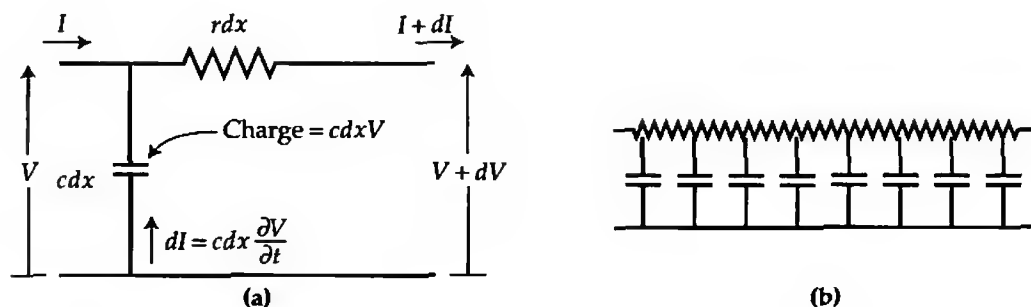 I
rdx
I + dI
Charge = cdxV
V
cdx
V + dV
dI = cdx ∂V/∂t
(a)
(b)